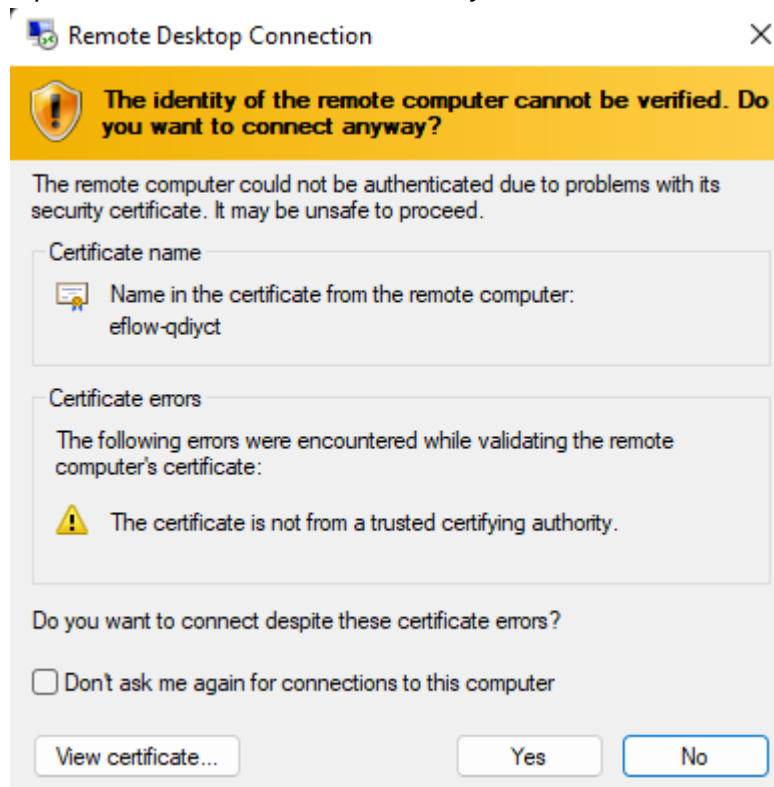 Remote Desktop Connection
The identity of the remote computer cannot be verified. Do
you want to connect anyway?
The remote computer could not be authenticated due to problems with its
security certificate. It may be unsafe to proceed.
Certificate name
Name in the certificate from the remote computer:
eflow-qdiyct
Certificate errors
The following errors were encountered while validating the remote
computer's certificate:
The certificate is not from a trusted certifying authority.
Do you want to connect despite these certificate errors?
Don't ask me again for connections to this computer
View certificate...
Yes
No